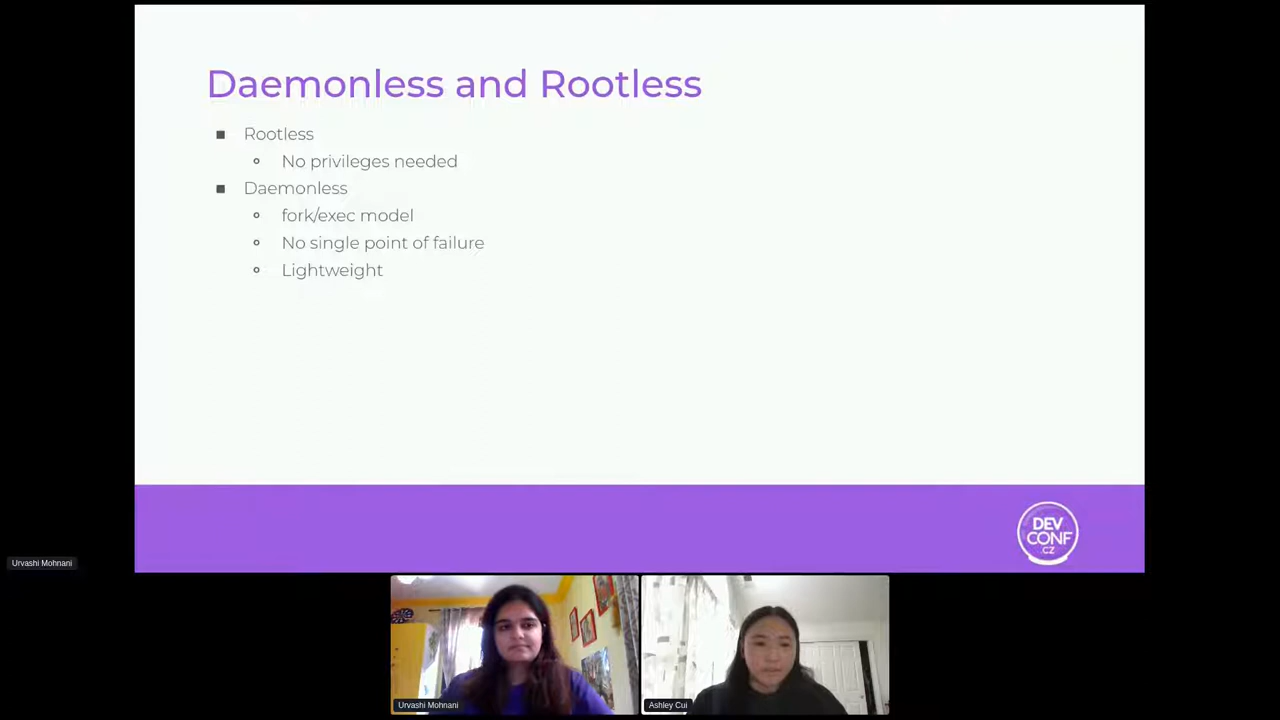 Daemonless and Rootless
■ Rootless
○ No privileges needed
■ Daemonless
○ fork/exec model
○ No single point of failure
○ Lightweight
DEV
CONF
.CZ
Urvashi Mohnani
Urvashi Mohnani
Ashley Cui